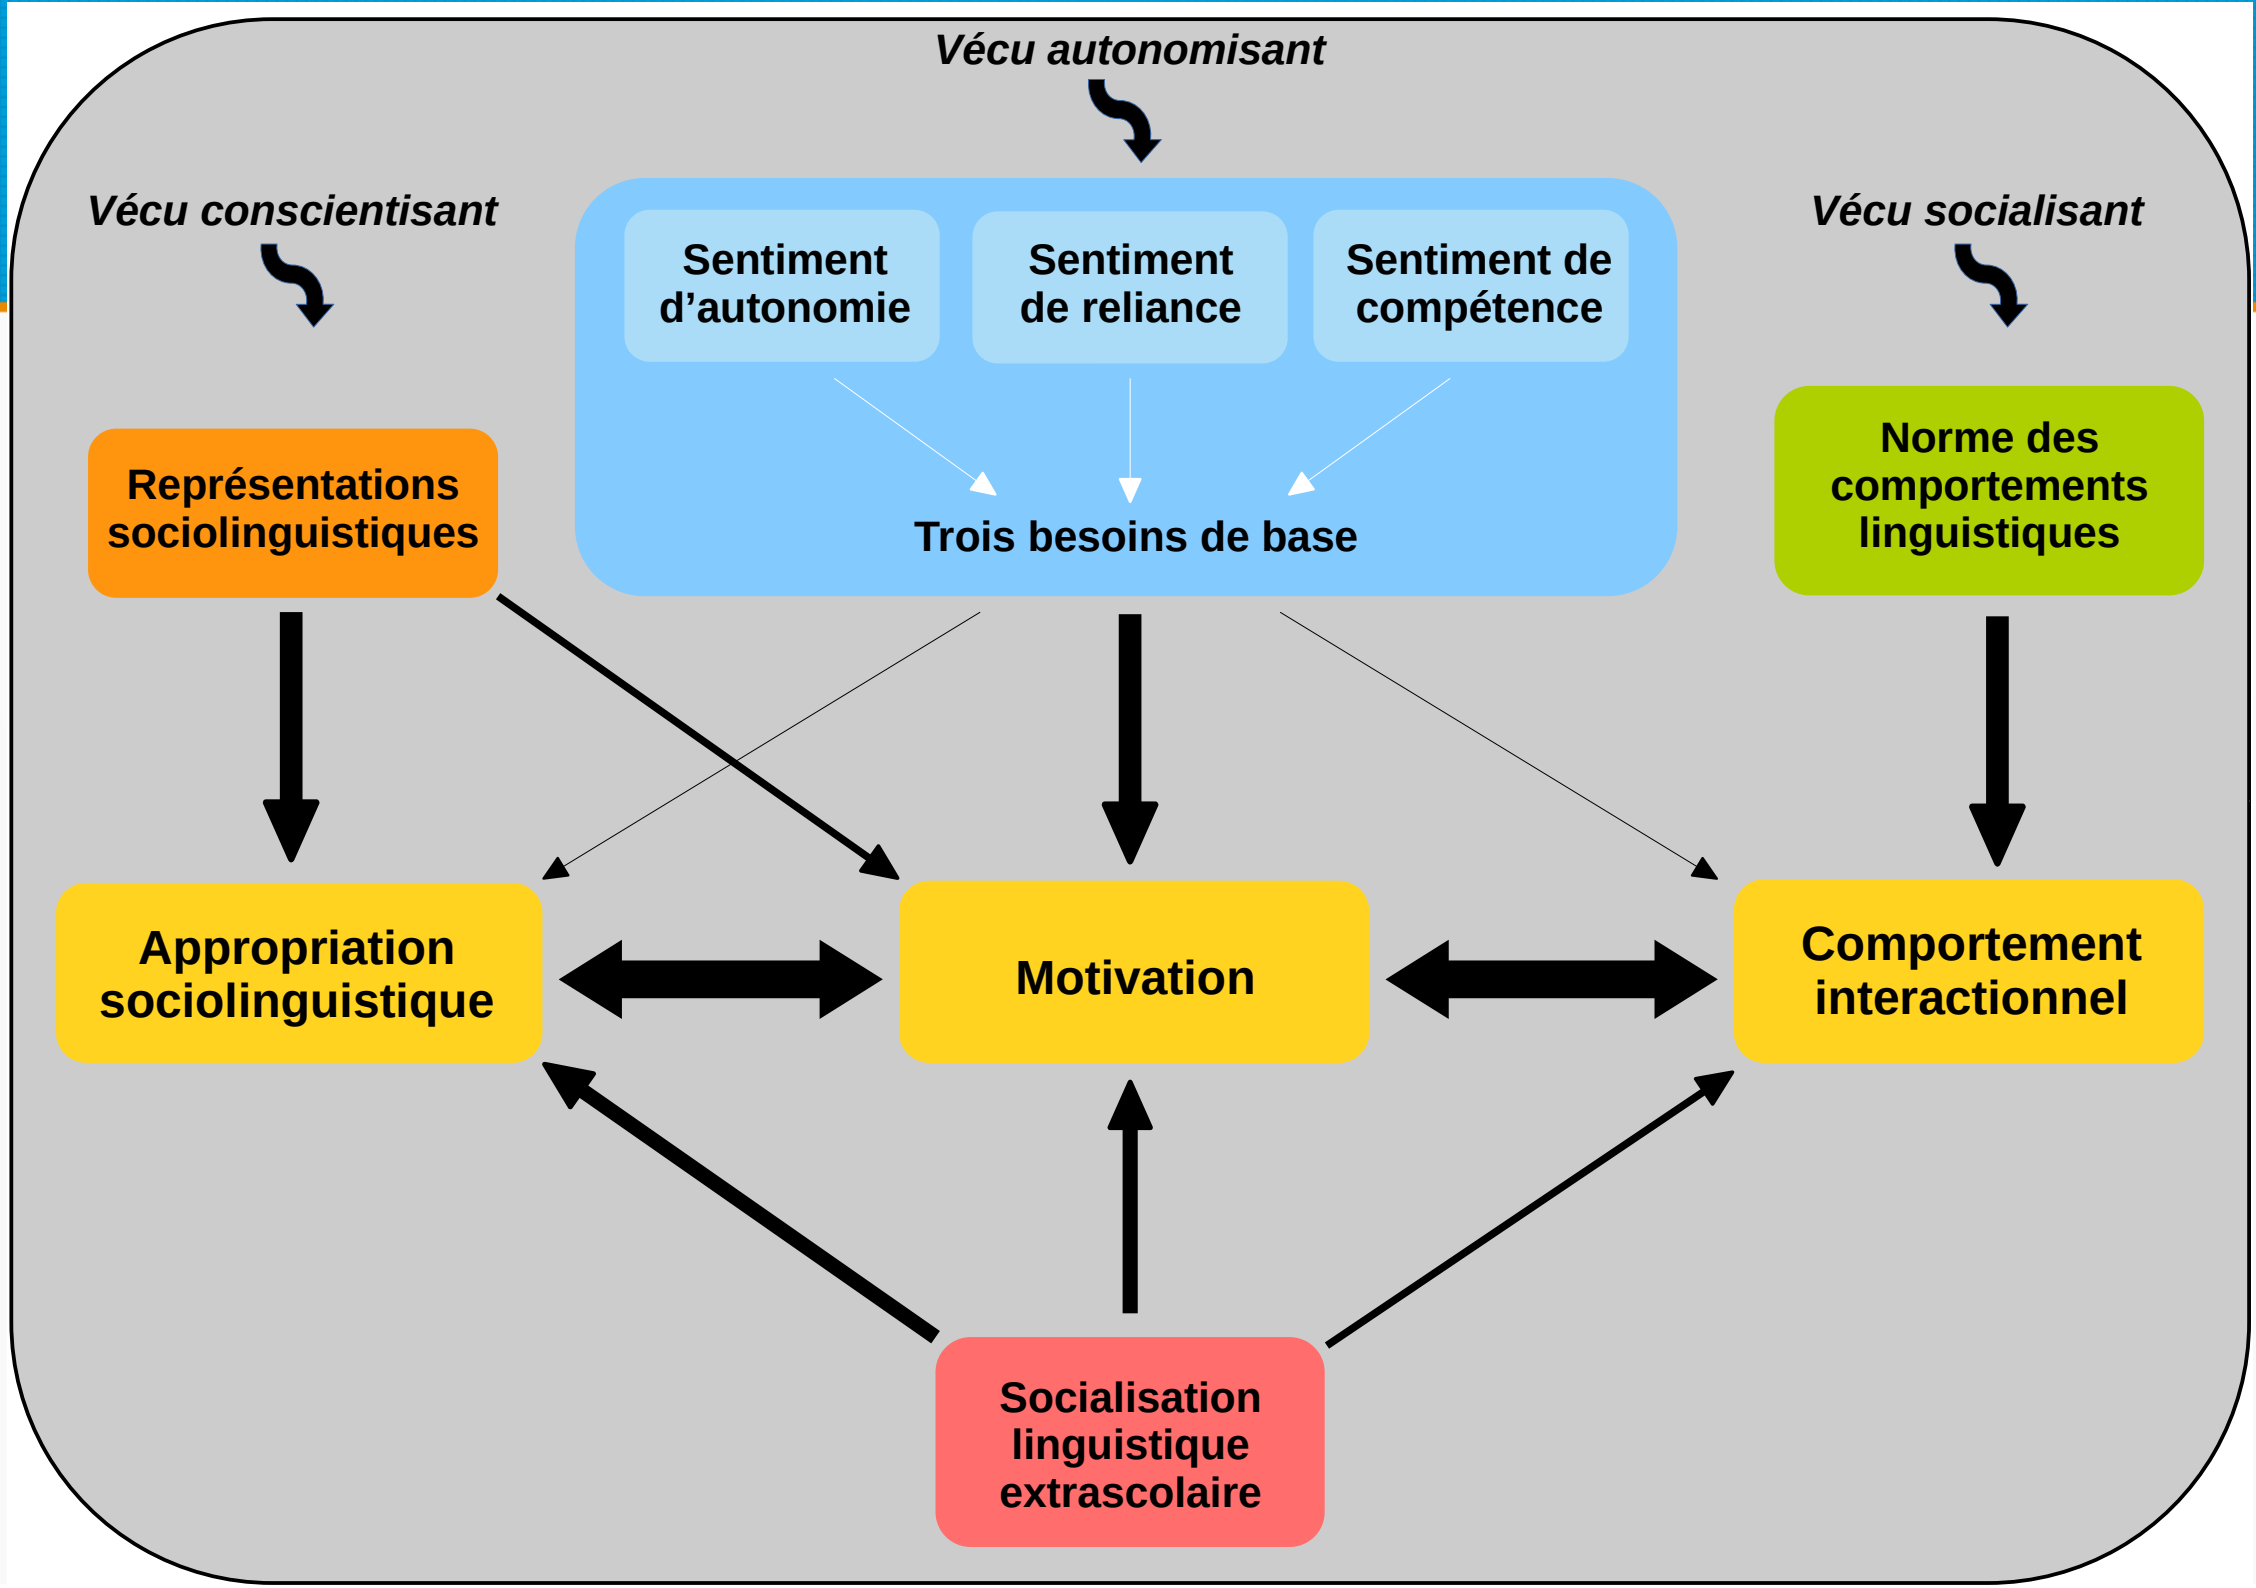 Vécu autonomisant
Vécu conscientisant
Vécu socialisant
Sentiment
d’autonomie
Sentiment
de reliance
Sentiment de
compétence
Trois besoins de base
Représentations
sociolinguistiques
Norme des
comportements
linguistiques
Appropriation
sociolinguistique
Motivation
Comportement
interactionnel
Socialisation
linguistique
extrascolaire